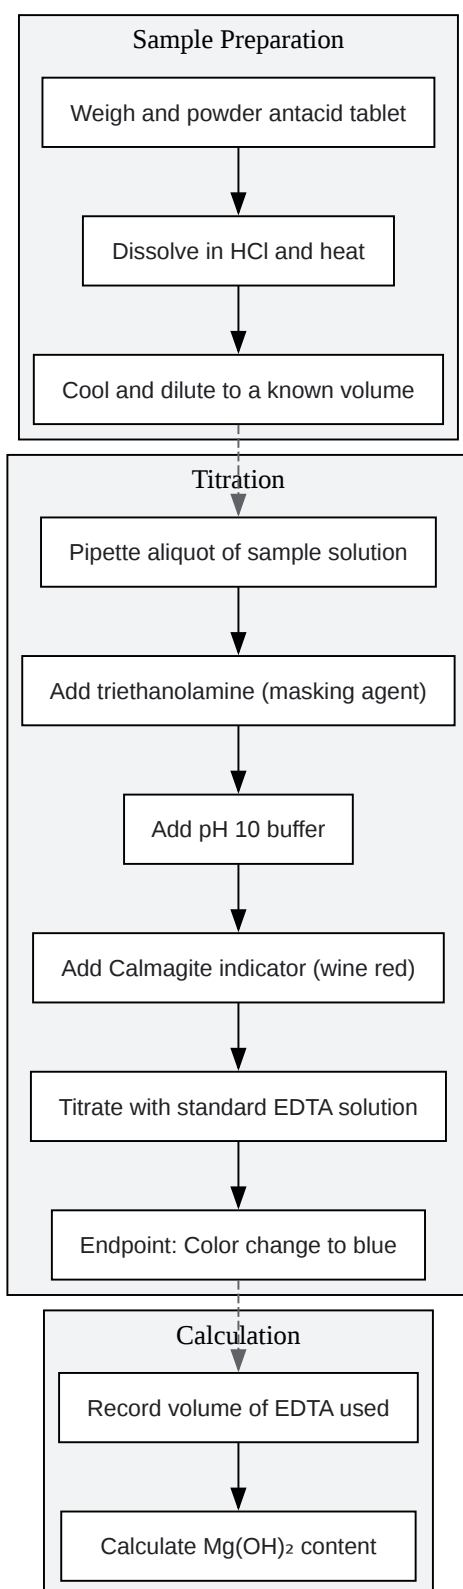 Sample Preparation
Weigh and powder antacid tablet
Dissolve in HCl and heat
Cool and dilute to a known volume
Titration
Pipette aliquot of sample solution
Add triethanolamine (masking agent)
Add pH 10 buffer
Add Calmagite indicator (wine red)
Titrate with standard EDTA solution
Endpoint: Color change to blue
Calculation
Record volume of EDTA used
Calculate Mg(OH)₂ content